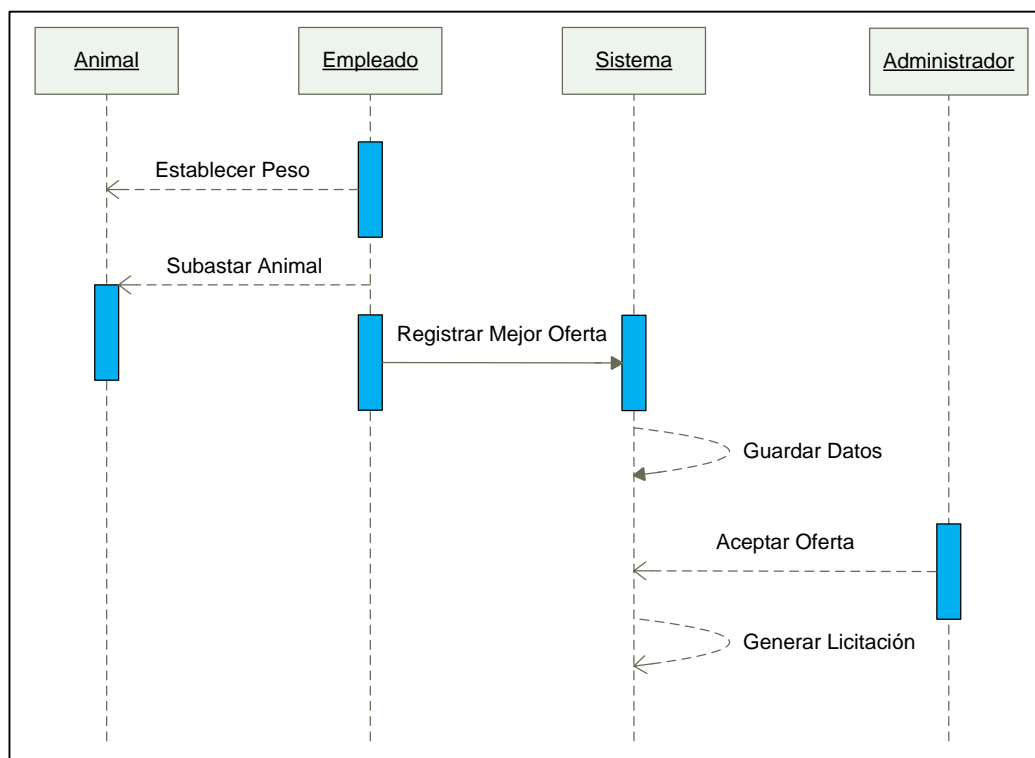 Animal
Empleado
Sistema
Administrador
Establecer Peso
Subastar Animal
Registrar Mejor Oferta
Guardar Datos
Aceptar Oferta
Generar Licitación